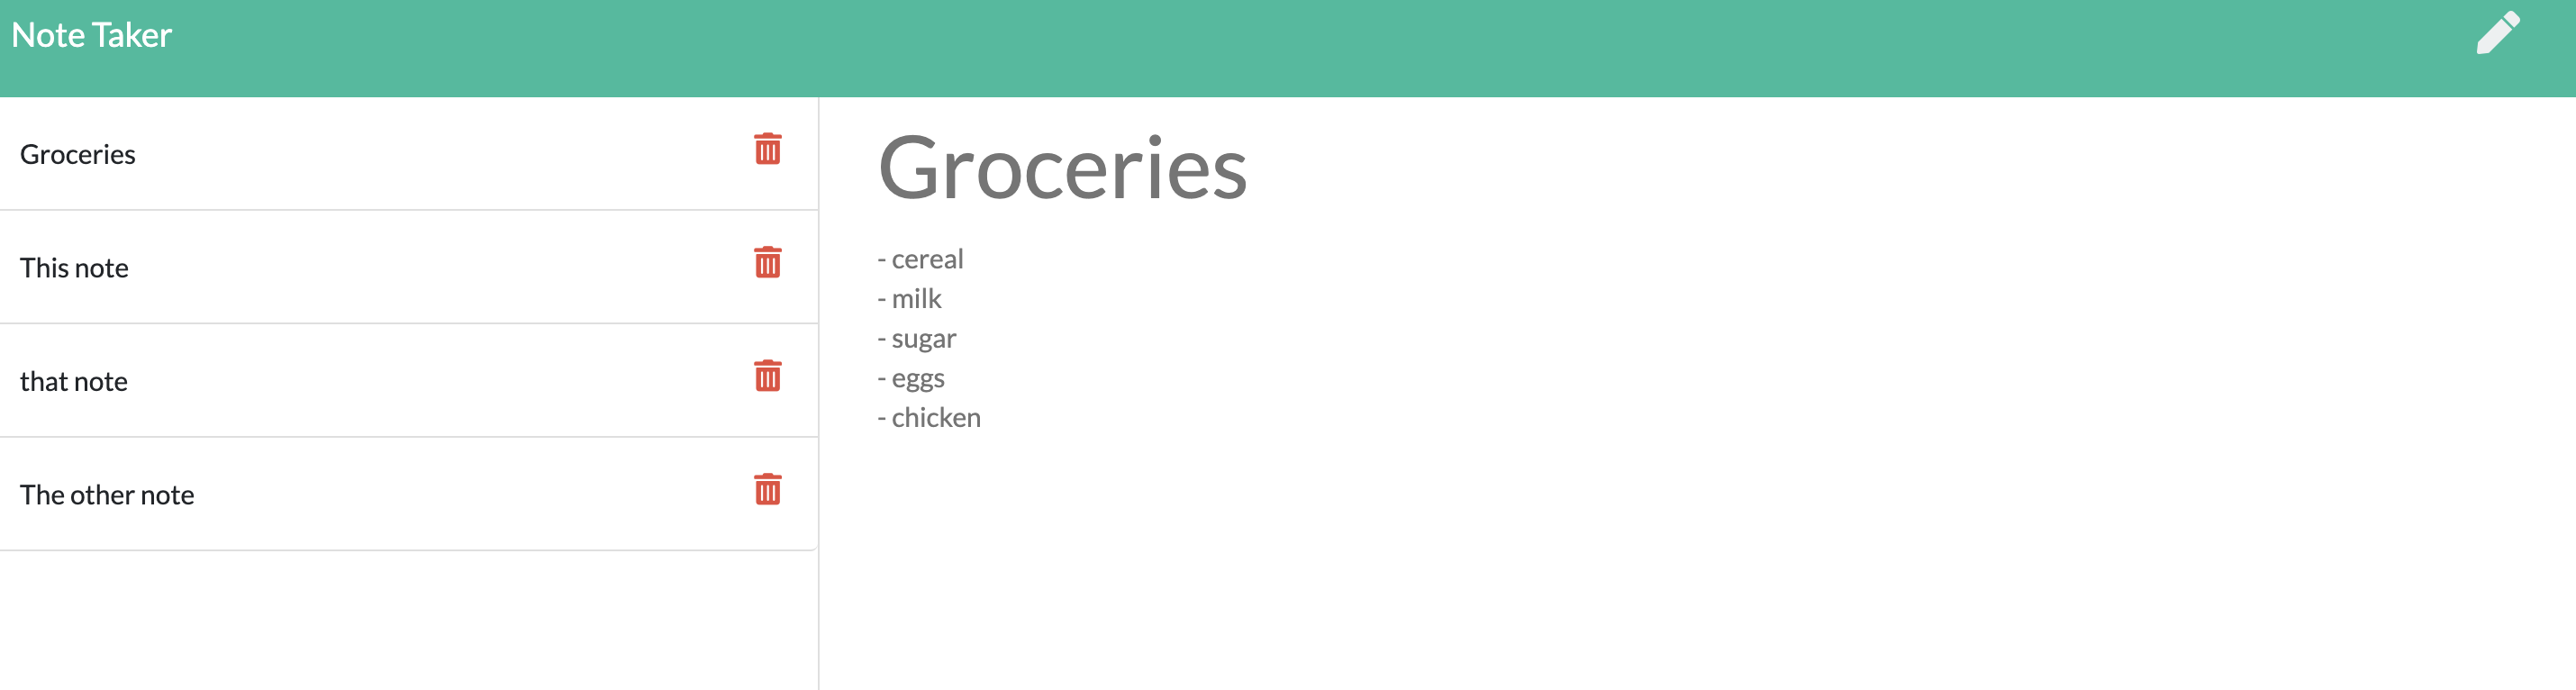 Note Taker
Groceries
This note
that note
The other note
Groceries
- cereal
- milk
- sugar
- eggs
- chicken